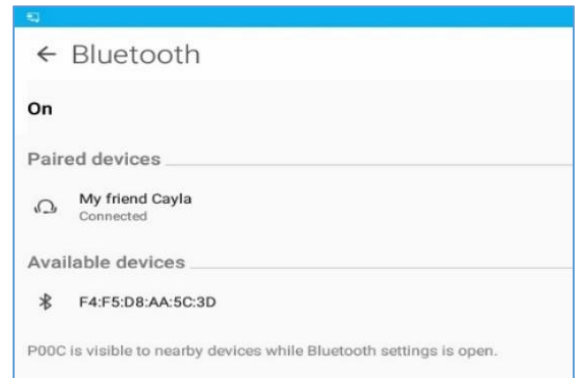 Bluetooth
On
Paired devices
My friend Cayla
Connected
Available devices
F4:F5:D8:AA:5C:3D
P00C is visible to nearby devices while Bluetooth settings is open.